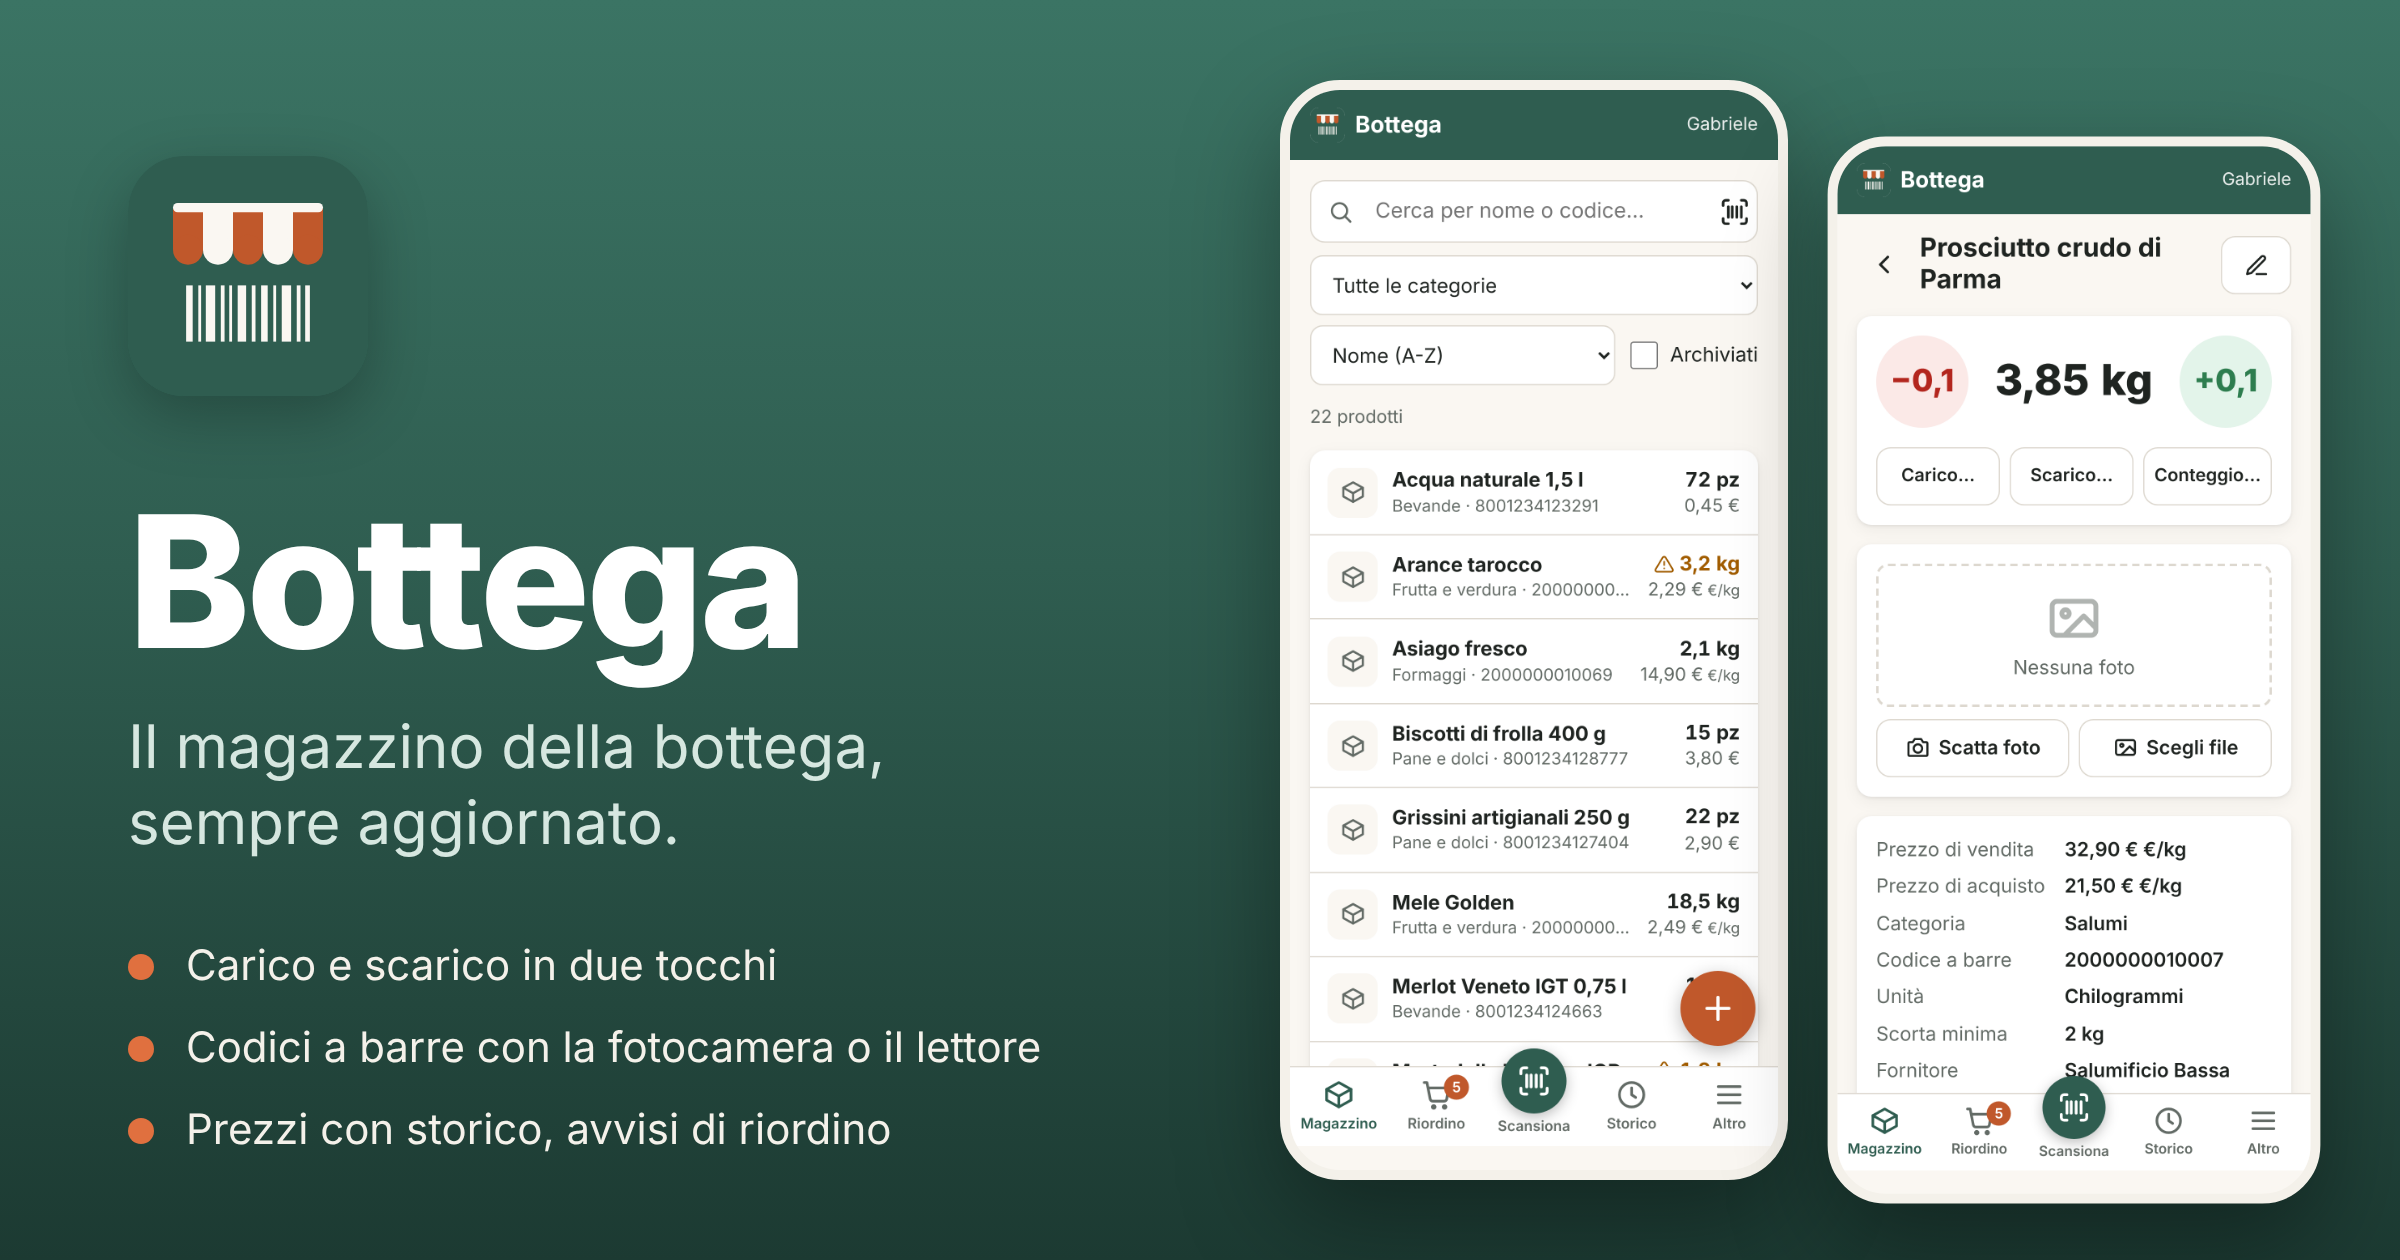 Bottega
Il magazzino della bottega,
sempre aggiornato.
Carico e scarico in due tocchi
Codici a barre con la fotocamera o il lettore
Prezzi con storico, avvisi di riordino
Bottega
Gabriele
Cerca per nome o codice...
Tutte le categorie
Nome (A-Z)
Archiviati
22 prodotti
Acqua naturale 1,5 l
72 pz
Bevande · 8001234123291
0,45 €
Arance tarocco
3,2 kg
Frutta e verdura · 20000000...
2,29 € €/kg
Asiago fresco
2,1 kg
Formaggi · 2000000010069
14,90 € €/kg
Biscotti di frolla 400 g
15 pz
Pane e dolci · 8001234128777
3,80 €
Grissini artigianali 250 g
22 pz
Pane e dolci · 8001234127404
2,90 €
Mele Golden
18,5 kg
Frutta e verdura · 20000000...
2,49 € €/kg
Merlot Veneto IGT 0,75 l
Bevande · 8001234124663
Magazzino
Riordino
5
Scansiona
Storico
Altro
Bottega
Gabriele
Prosciutto crudo di
Parma
−0,1
3,85 kg
+0,1
Carico...
Scarico...
Conteggio...
Nessuna foto
Scatta foto
Scegli file
Prezzo di vendita
32,90 € €/kg
Prezzo di acquisto
21,50 € €/kg
Categoria
Salumi
Codice a barre
2000000010007
Unità
Chilogrammi
Scorta minima
2 kg
Fornitore
Salumificio Bassa
Magazzino
Riordino
5
Scansiona
Storico
Altro